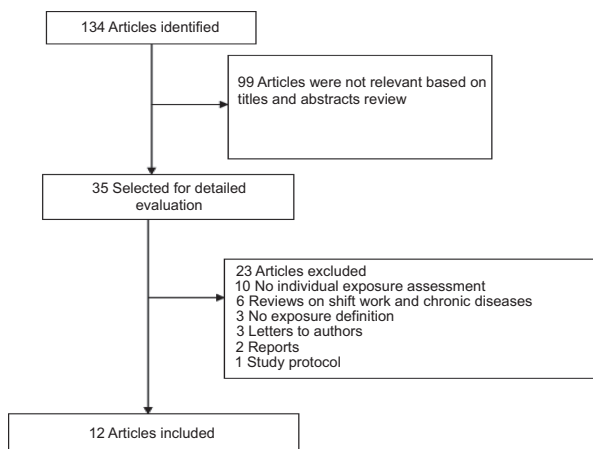 134 Articles identified
99 Articles were not relevant based on
titles and abstracts review
35 Selected for detailed
evaluation
23 Articles excluded
10 No individual exposure assessment
6 Reviews on shift work and chronic diseases
3 No exposure definition
3 Letters to authors
2 Reports
1 Study protocol
12 Articles included